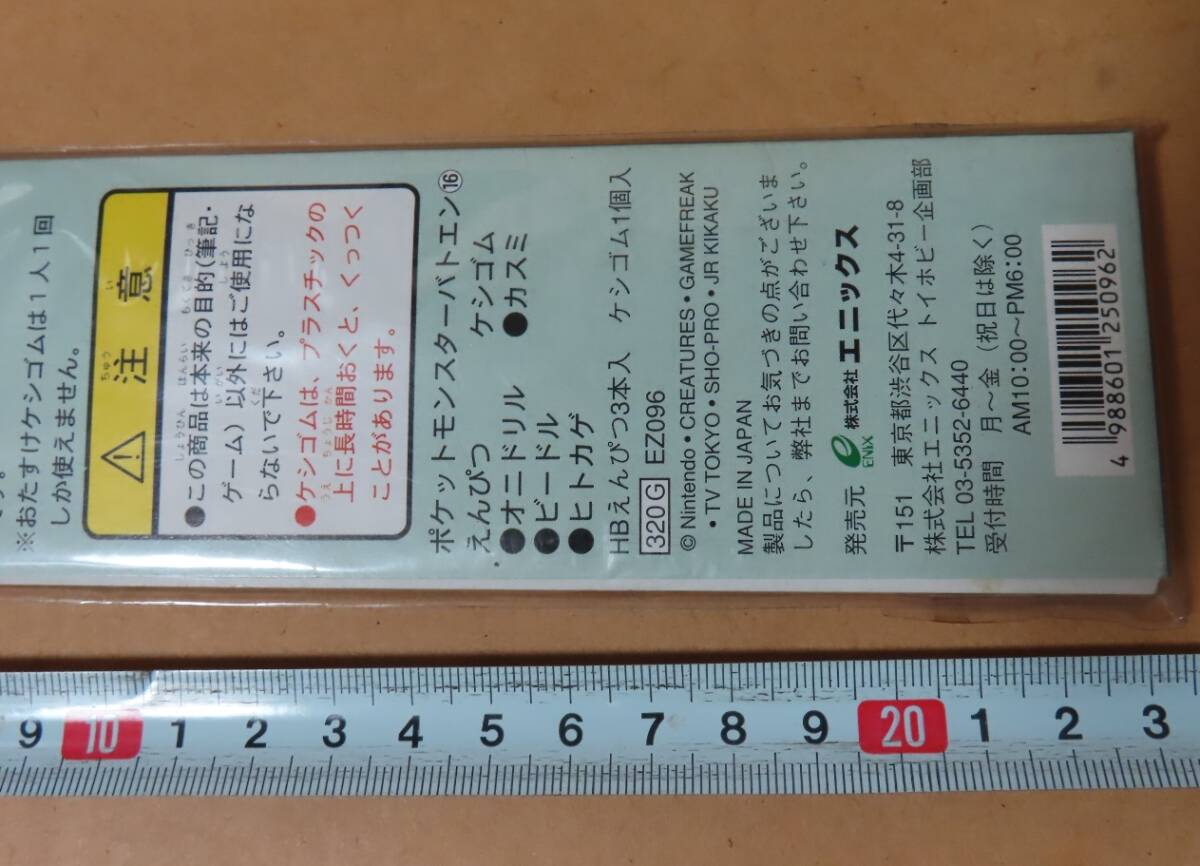 す。
※おたすけケシゴムは1人1回
しか使えません。
注意
ちゅうい
●この商品は本来の目的(筆記・
ゲーム)以外にはご使用にな
らないで下さい。
●ケシゴムは、プラスチックの
上に長時間おくと、くっつく
ことがあります。
ポケットモンスターバトエン⑯
えんぴつ ケシゴム
●オニドリル ●カスミ
●ビードル
●ヒトカゲ
HBえんぴつ3本入 ケシゴム1個入
320G EZ096
©Nintendo・CREATURES・GAMEFREAK
・TV TOKYO・SHO-PRO・JR KIKAKU
MADE IN JAPAN
製品についてお気づきの点がございま
したら、弊社までお問い合わせ下さい。
発売元 ENIX 株式会社エニックス
〒151 東京都渋谷区代々木4-31-8
株式会社エニックス トイホビー企画部
TEL 03-5352-6440
受付時間 月〜金(祝日は除く)
AM10:00〜PM6:00
4 988601 250962
9 10 1 2 3 4 5 6 7 8 9 20 1 2 3